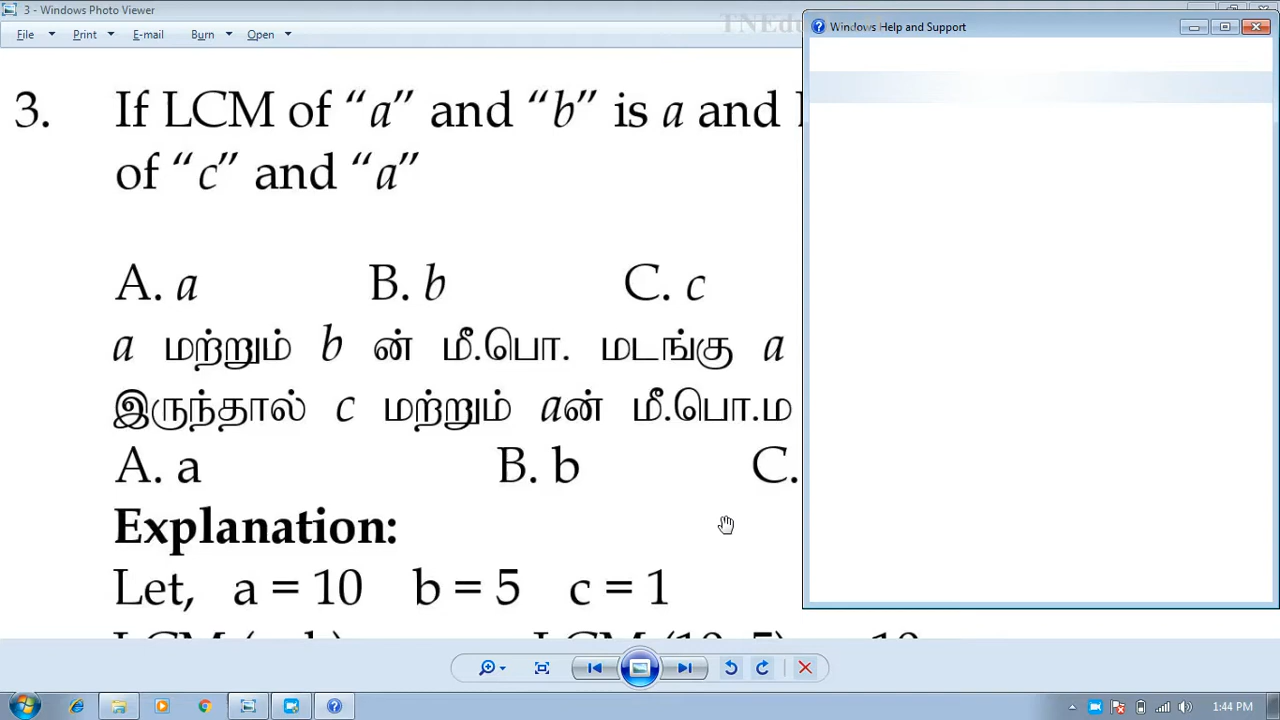 3 - Windows Photo Viewer
File Print E-mail Burn Open
Windows Help and Support
3. If LCM of “a” and “b” is a and
of “c” and “a”
A. a B. b C. c
a மற்றும் b ன் மீ.பொ. மடங்கு a
இருந்தால் c மற்றும் aன் மீ.பொ.ம
A. a B. b C.
Explanation:
Let, a = 10 b = 5 c = 1
1:44 PM